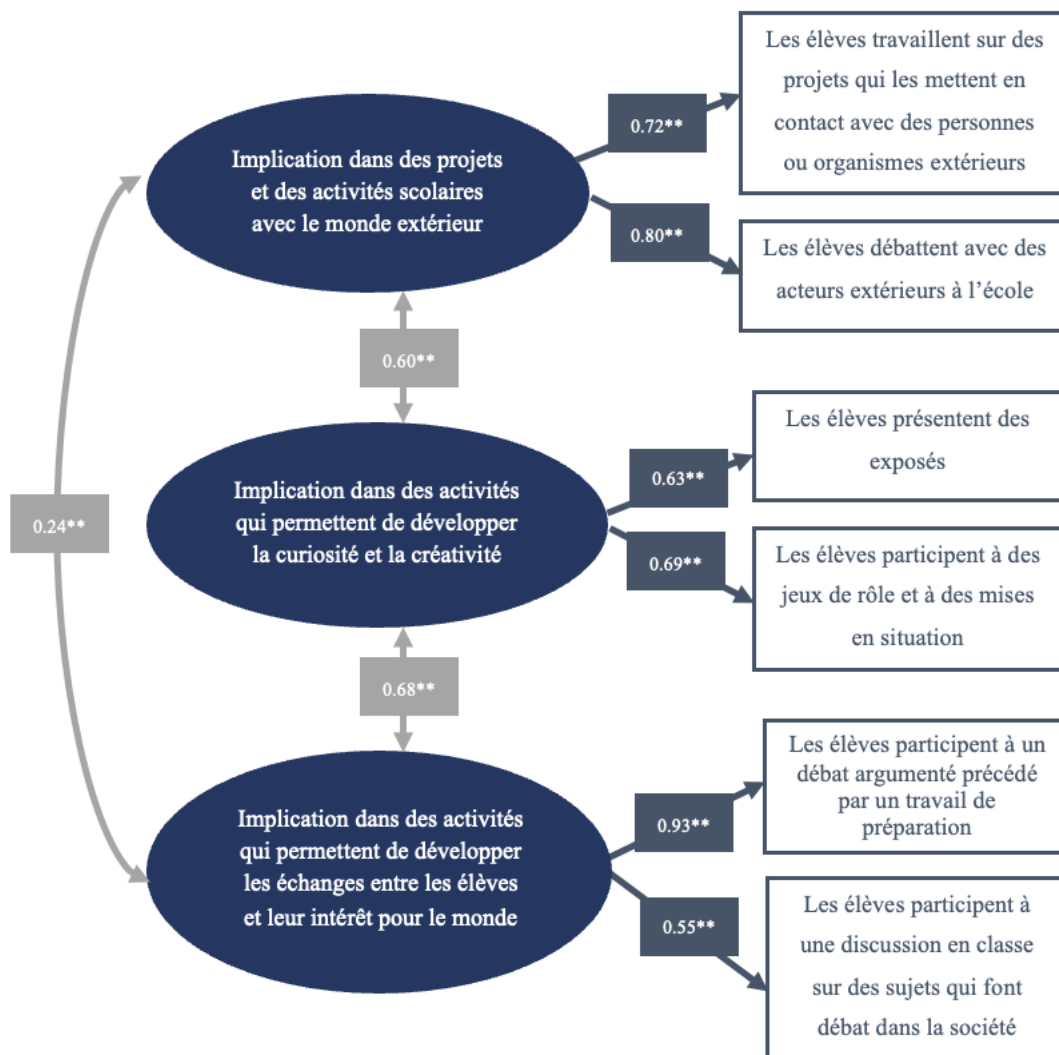 Les élèves travaillent sur des
projets qui les mettent en
contact avec des personnes
ou organismes extérieurs
0.72**
Implication dans des projets
et des activités scolaires
avec le monde extérieur
0.80**
Les élèves débattent avec des
acteurs extérieurs à l’école
0.60**
Les élèves présentent des
exposés
0.63**
Implication dans des activités
qui permettent de développer
la curiosité et la créativité
0.24**
0.69**
Les élèves participent à des
jeux de rôle et à des mises
en situation
0.68**
Les élèves participent à un
débat argumenté précédé
par un travail de
préparation
0.93**
Implication dans des activités
qui permettent de développer
les échanges entre les élèves
et leur intérêt pour le monde
0.55**
Les élèves participent à
une discussion en classe
sur des sujets qui font
débat dans la société